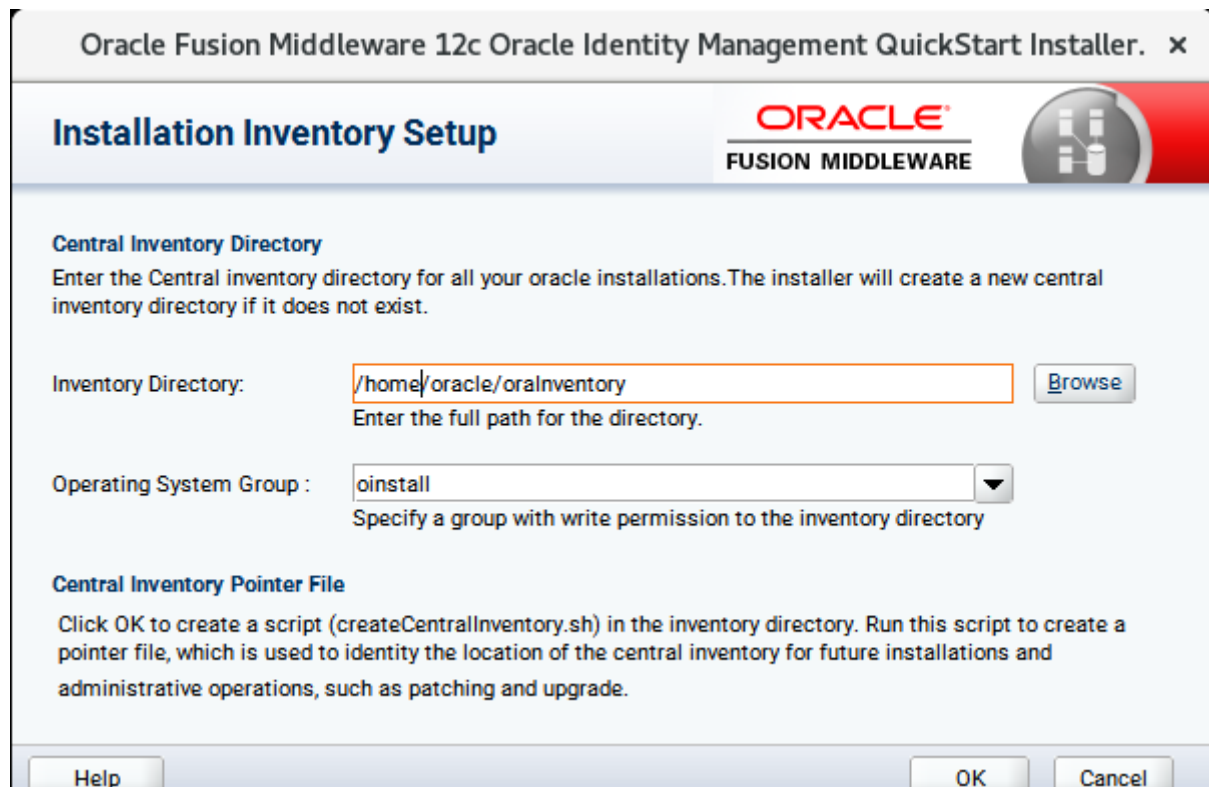 Oracle Fusion Middleware 12c Oracle Identity Management QuickStart Installer. ×
Installation Inventory Setup
ORACLE®
FUSION MIDDLEWARE
Central Inventory Directory
Enter the Central inventory directory for all your oracle installations.The installer will create a new central
inventory directory if it does not exist.
Inventory Directory:
/home/oracle/oraInventory
Browse
Enter the full path for the directory.
Operating System Group :
oinstall
Specify a group with write permission to the inventory directory
Central Inventory Pointer File
Click OK to create a script (createCentralInventory.sh) in the inventory directory. Run this script to create a
pointer file, which is used to identity the location of the central inventory for future installations and
administrative operations, such as patching and upgrade.
Help
OK
Cancel